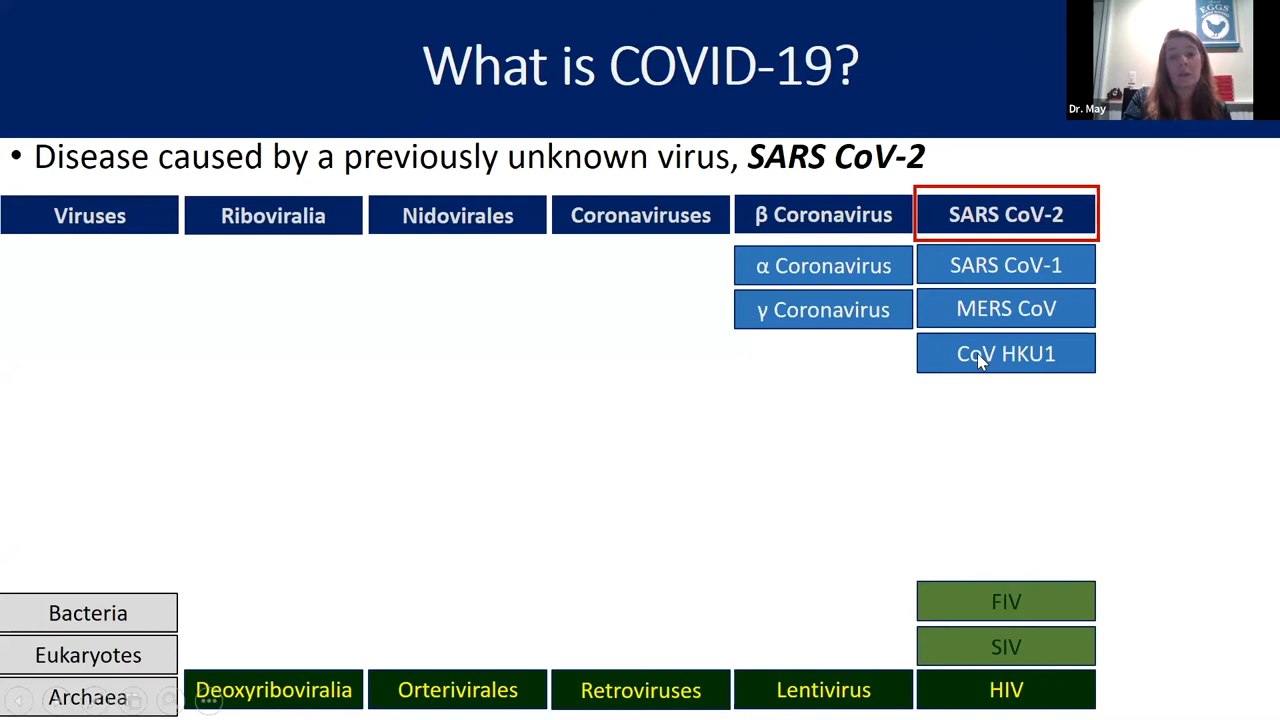 What is COVID-19?
EGGS
Dr. May
• Disease caused by a previously unknown virus, SARS CoV-2
Viruses Riboviralia Nidovirales Coronaviruses β Coronavirus SARS CoV-2
α Coronavirus SARS CoV-1
γ Coronavirus MERS CoV
CoV HKU1
Bacteria FIV
Eukaryotes SIV
Archaea Deoxyriboviralia Orterivirales Retroviruses Lentivirus HIV